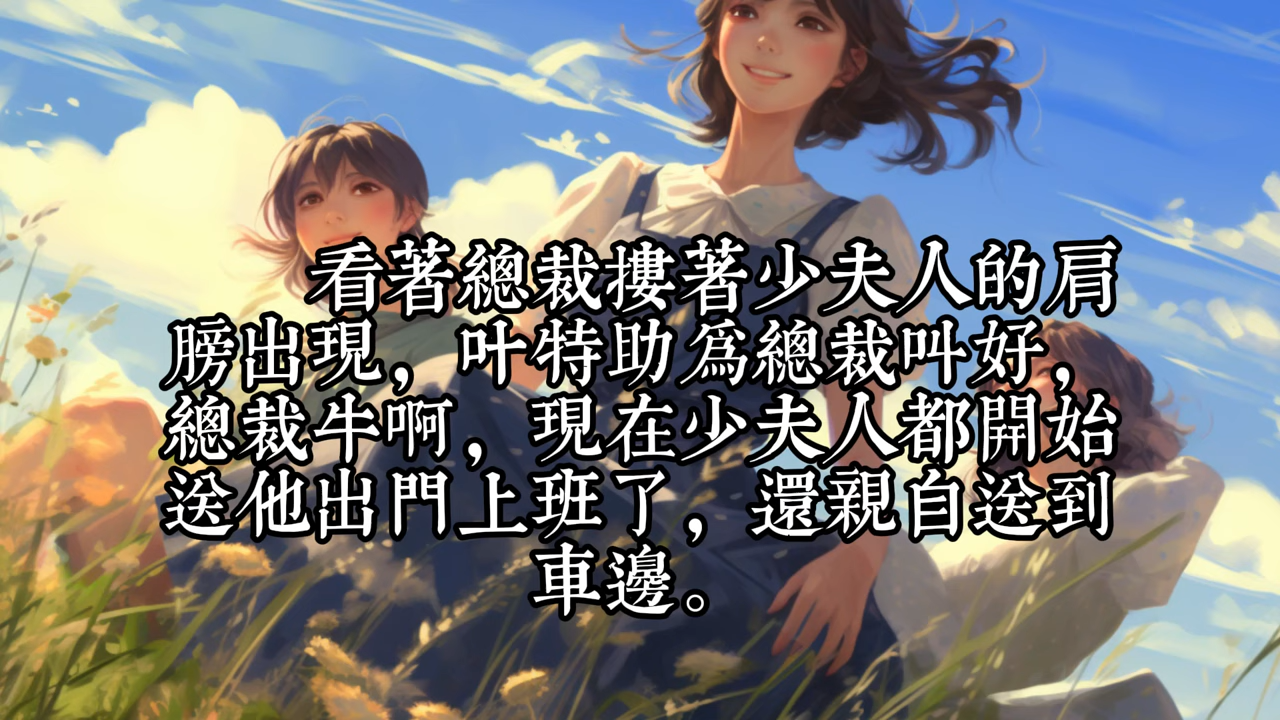 看著總裁摟著少夫人的肩
膀出現，叶特助爲總裁叫好，
總裁牛啊，現在少夫人都開始
送他出門上班了，還親自送到
車邊。